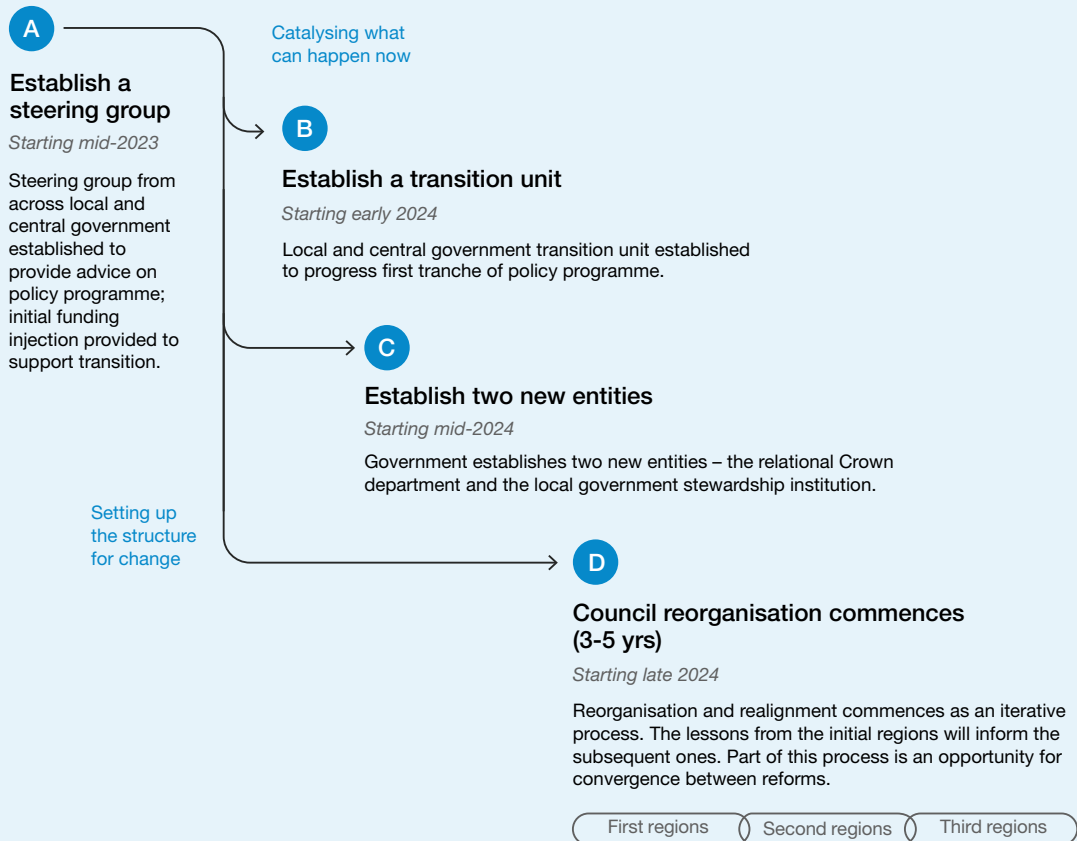 A
Catalysing what
can happen now
Establish a
steering group
Starting mid-2023
Steering group from
across local and
central government
established to
provide advice on
policy programme;
initial funding
injection provided to
support transition.
B
Establish a transition unit
Starting early 2024
Local and central government transition unit established
to progress first tranche of policy programme.
C
Establish two new entities
Starting mid-2024
Government establishes two new entities – the relational Crown
department and the local government stewardship institution.
Setting up
the structure
for change
D
Council reorganisation commences
(3-5 yrs)
Starting late 2024
Reorganisation and realignment commences as an iterative
process. The lessons from the initial regions will inform the
subsequent ones. Part of this process is an opportunity for
convergence between reforms.
First regions
Second regions
Third regions